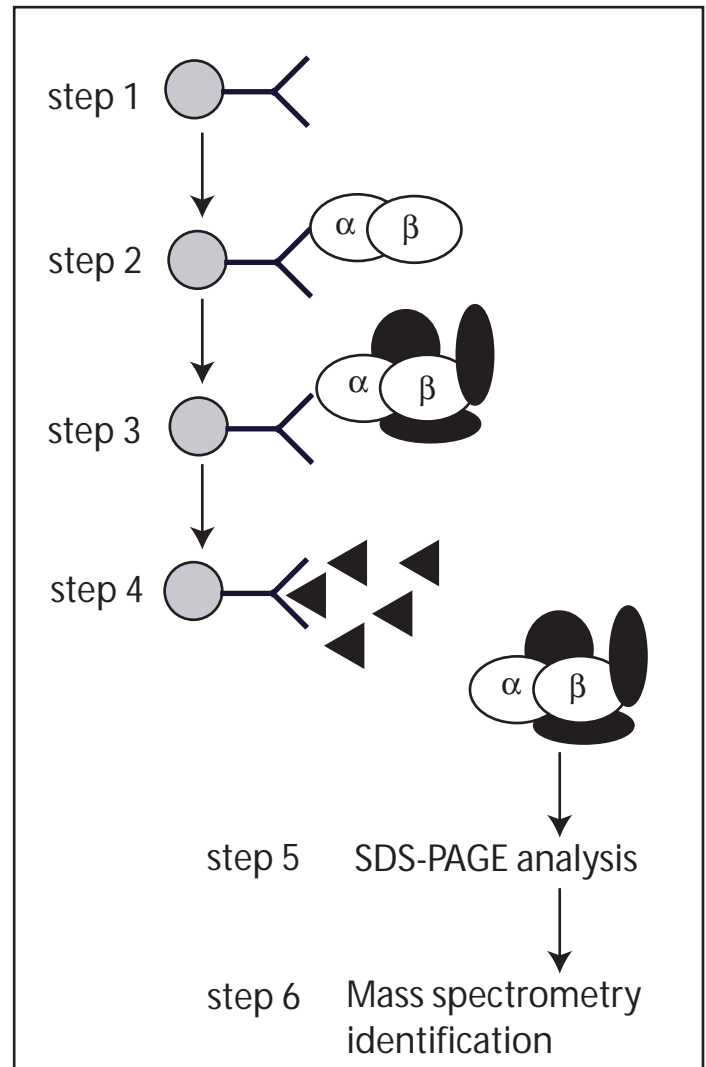 step 1
step 2
α β
step 3
α β
step 4
α β
step 5 SDS-PAGE analysis
step 6 Mass spectrometry
identification